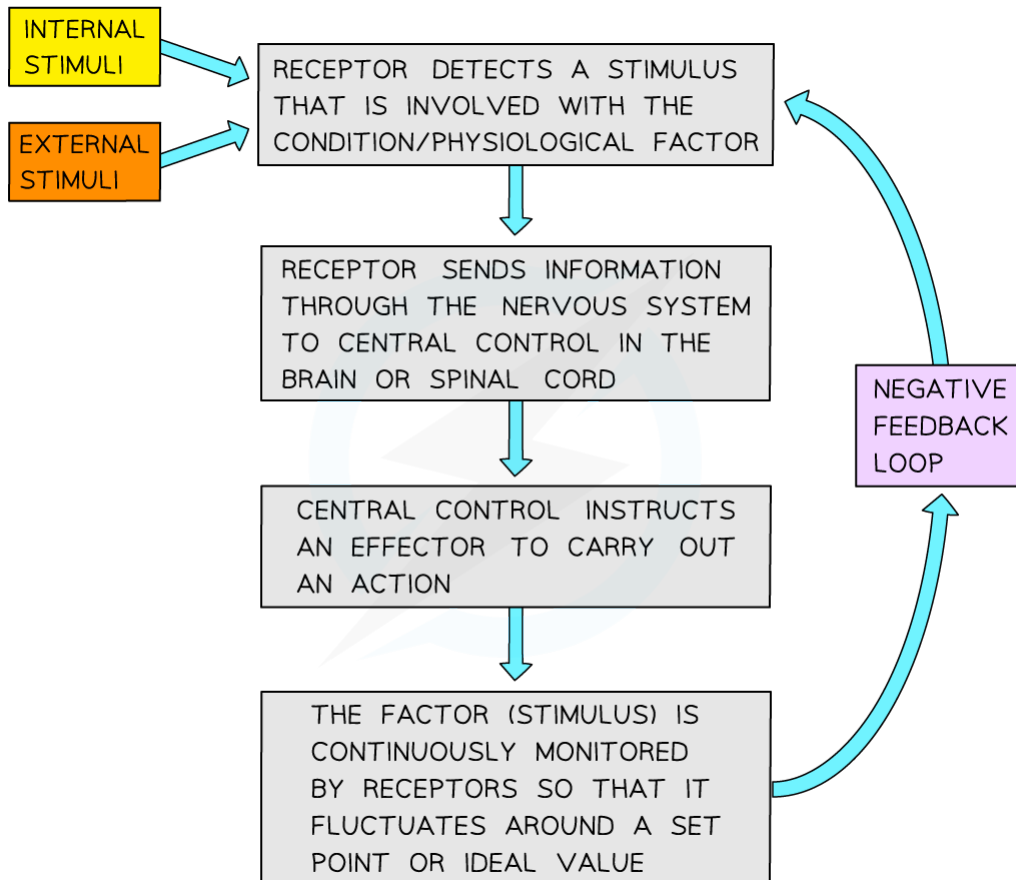 INTERNAL
STIMULI
EXTERNAL
STIMULI
RECEPTOR DETECTS A STIMULUS
THAT IS INVOLVED WITH THE
CONDITION/PHYSIOLOGICAL FACTOR
RECEPTOR SENDS INFORMATION
THROUGH THE NERVOUS SYSTEM
TO CENTRAL CONTROL IN THE
BRAIN OR SPINAL CORD
CENTRAL CONTROL INSTRUCTS
AN EFFECTOR TO CARRY OUT
AN ACTION
THE FACTOR (STIMULUS) IS
CONTINUOUSLY MONITORED
BY RECEPTORS SO THAT IT
FLUCTUATES AROUND A SET
POINT OR IDEAL VALUE
NEGATIVE
FEEDBACK
LOOP